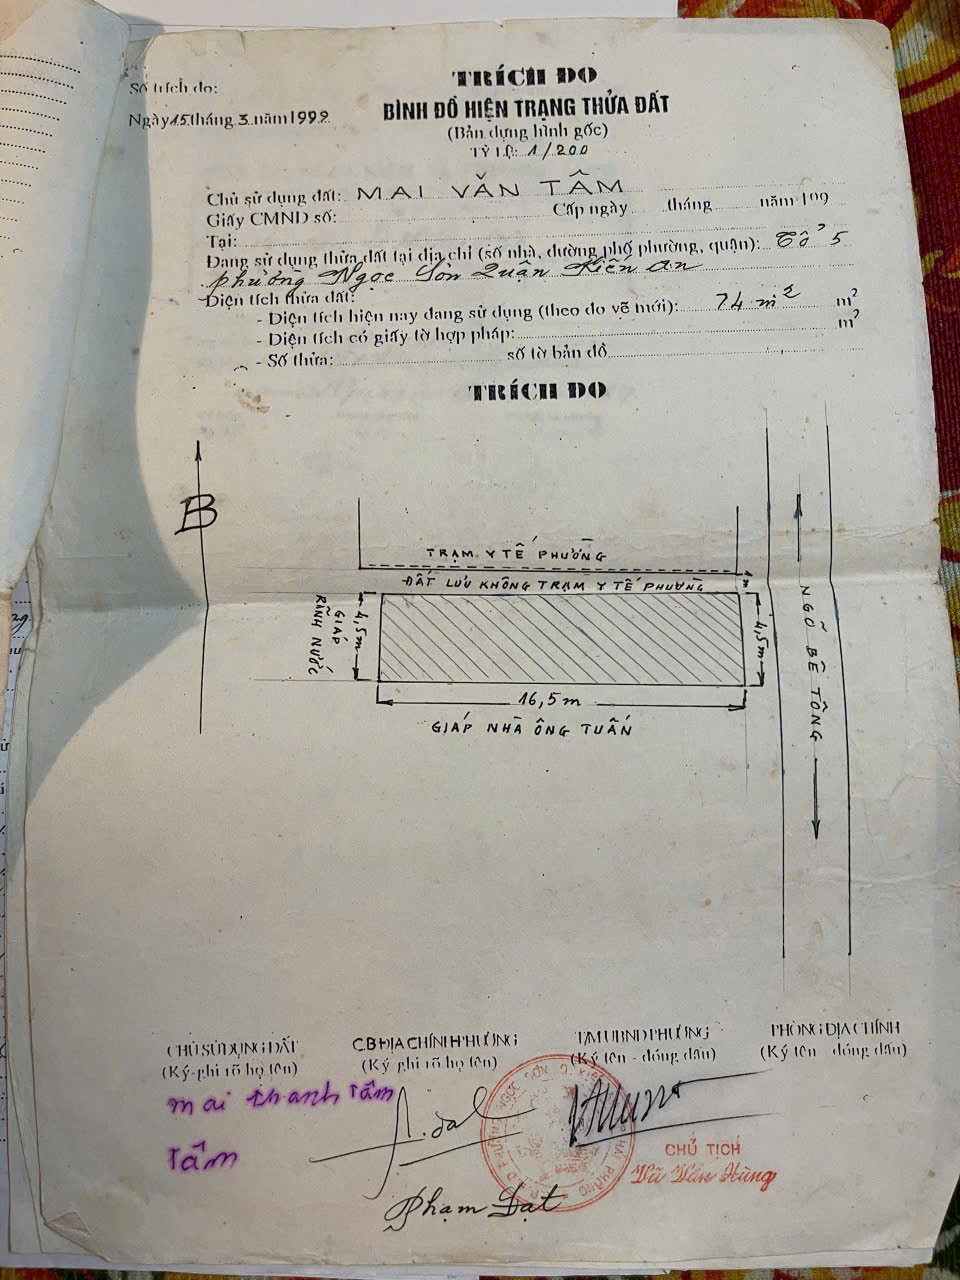 Số trích đo:
Ngày 15 tháng 3 năm 1999
TRÍCH ĐO
BÌNH ĐỒ HIỆN TRẠNG THỬA ĐẤT
(Bản dựng hình gốc)
TỶ LỆ: 1/200
Chủ sử dụng đất: MAI VĂN TÂM
Giấy CMND số: Cấp ngày tháng năm 199
Tại:
Đang sử dụng thửa đất tại địa chỉ (số nhà, đường phố phường, quận): Tổ 5
phường Ngọc Sơn Quận Kiến An
Diện tích thửa đất:
- Diện tích hiện nay đang sử dụng (theo đo vẽ mới): 74 m² m²
- Diện tích có giấy tờ hợp pháp: m²
- Số thửa: số tờ bản đồ
TRÍCH ĐO
B
TRẠM Y TẾ PHƯỜNG
ĐẤT LƯU KHÔNG TRẠM Y TẾ PHƯỜNG
GIÁP
RÃNH NƯỚC
4,5m
4,5m
16,5m
GIÁP NHÀ ÔNG TUẤN
NGÕ BÊ TÔNG
CHỦ SỬ DỤNG ĐẤT
(Ký-ghi rõ họ tên)
CB ĐỊA CHÍNH PHƯỜNG
(Ký ghi rõ họ tên)
T/M UBND PHƯỜNG
(Ký tên - đóng dấu)
PHÒNG ĐỊA CHÍNH
(Ký tên - đóng dấu)
mai thanh Tâm
Tâm
Phạm Đạt
CHỦ TỊCH
Vũ Văn Hùng